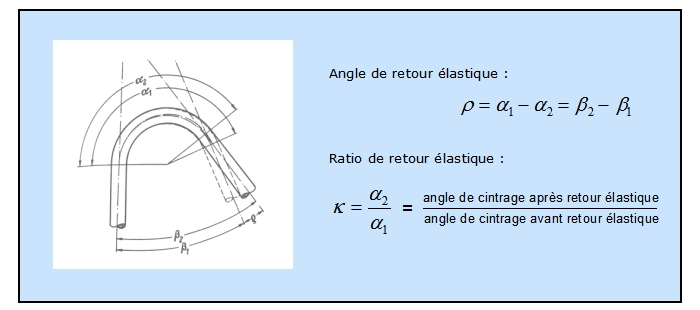 Angle de retour élastique :
ρ = α₁ − α₂ = β₂ − β₁
Ratio de retour élastique :
κ = α₂ / α₁ = angle de cintrage après retour élastique / angle de cintrage avant retour élastique
α₂
α₁
β₂
β₁
ρ